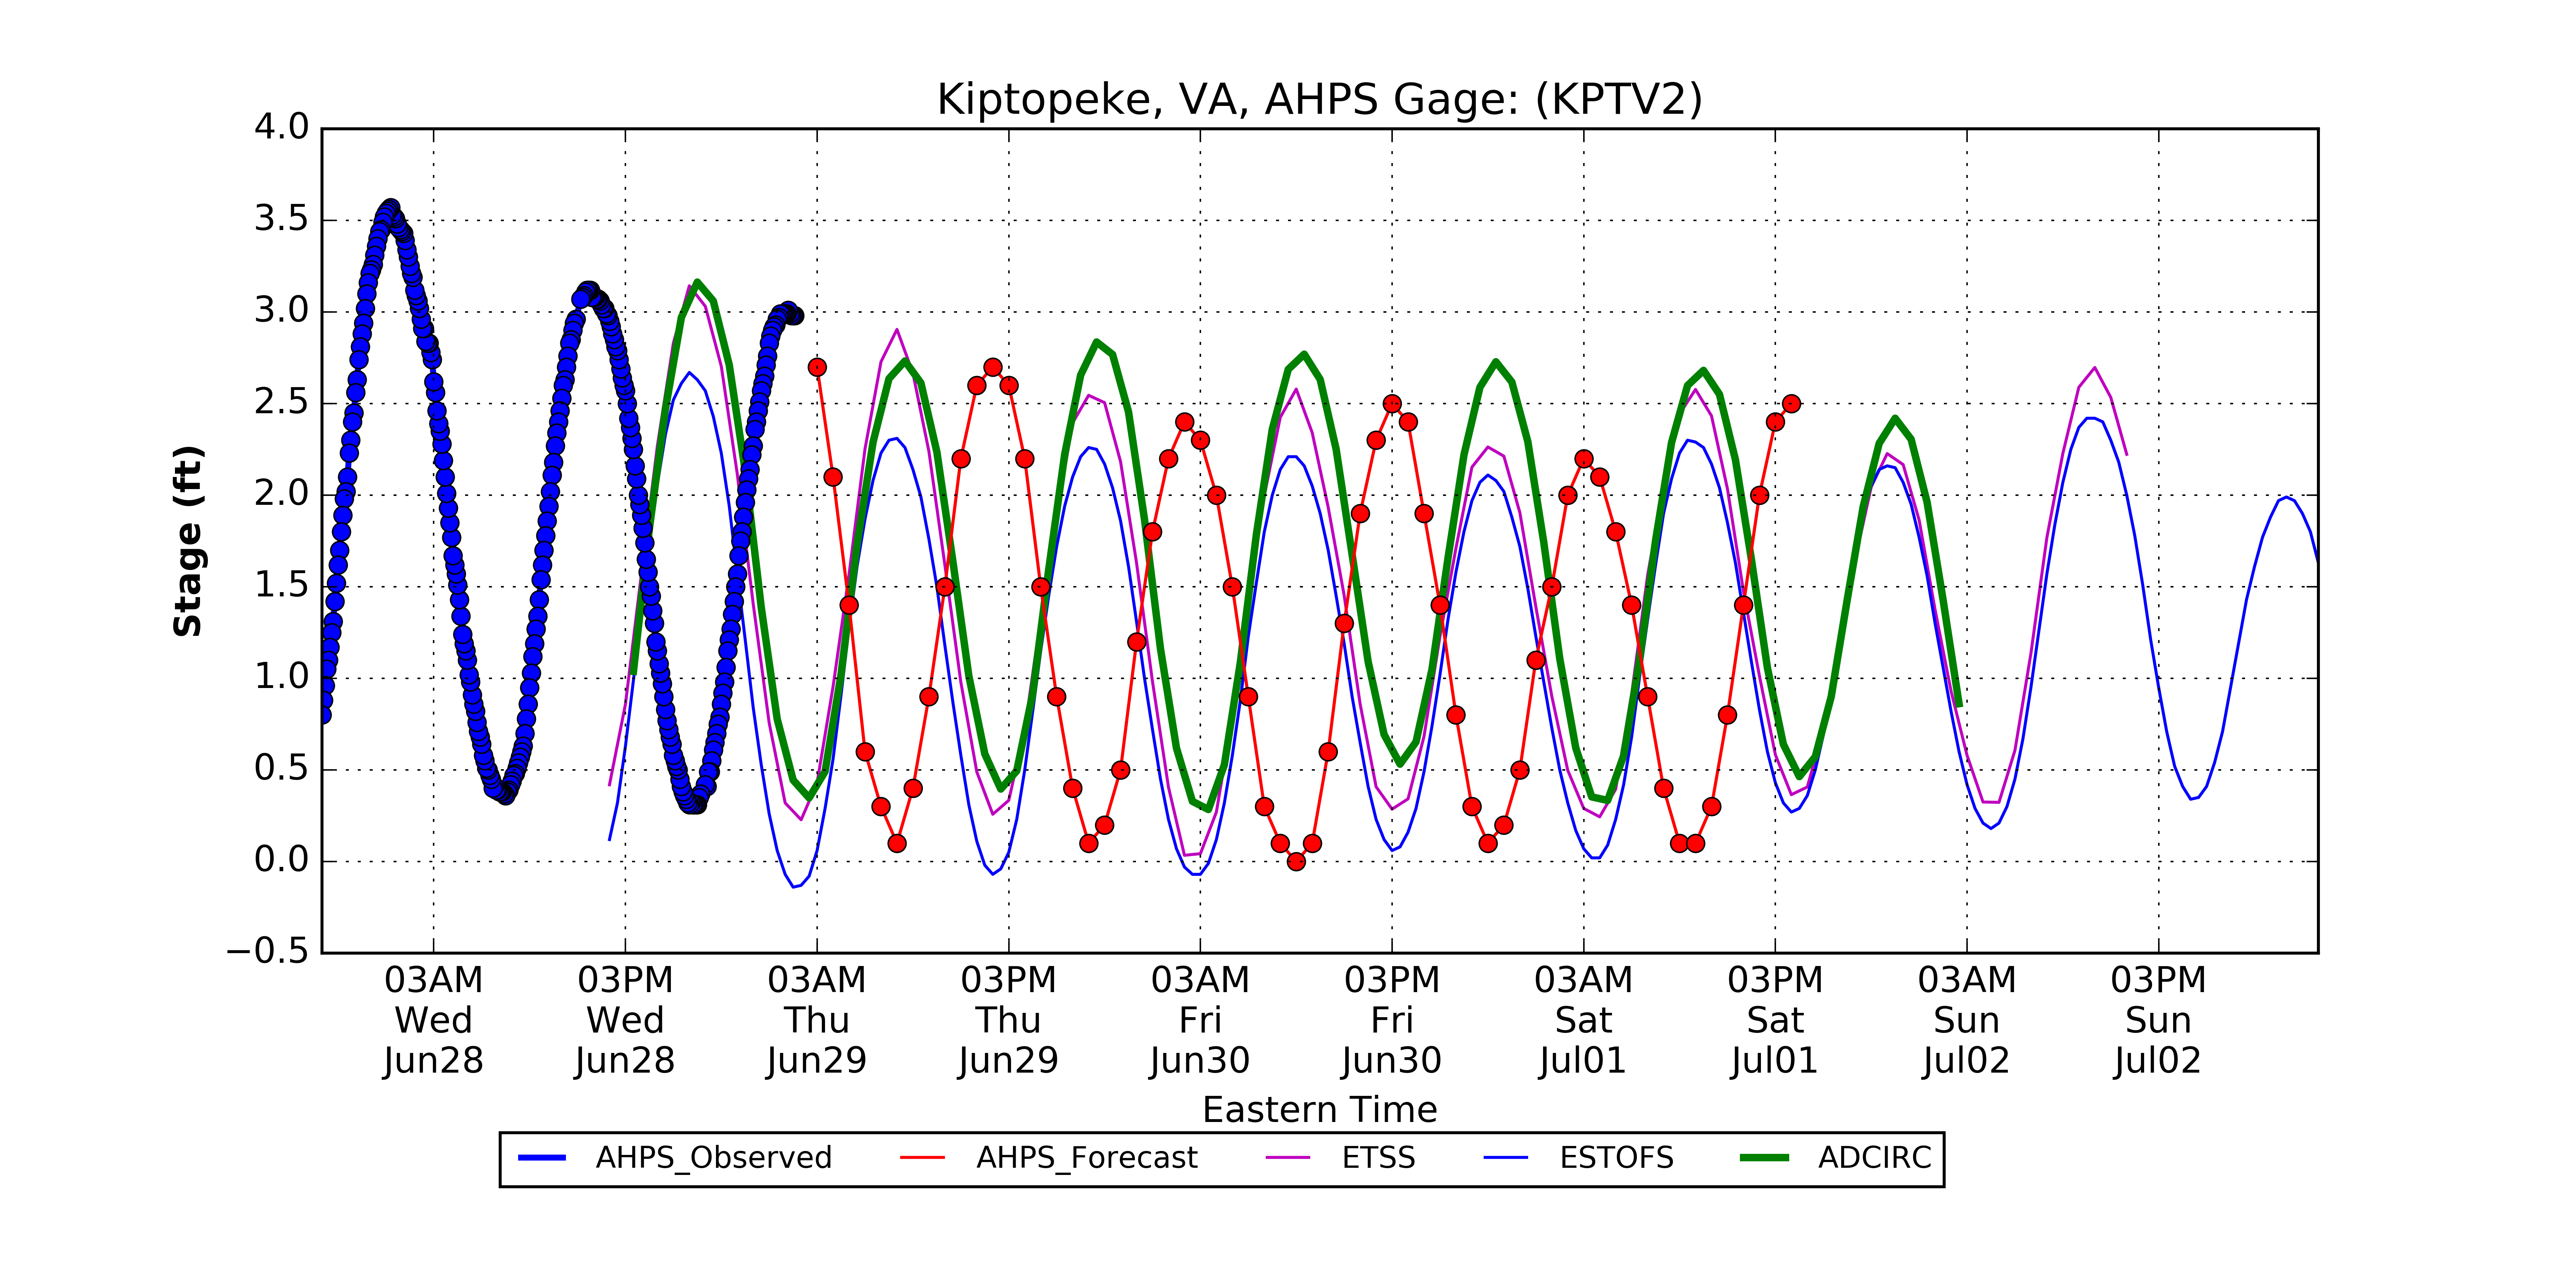 Kiptopeke, VA, AHPS Gage: (KPTV2)
4.0
3.5
3.0
2.5
2.0
1.5
1.0
0.5
0.0
−0.5
Stage (ft)
03AM 03PM 03AM 03PM 03AM 03PM 03AM 03PM 03AM 03PM
Wed Wed Thu Thu Fri Fri Sat Sat Sun Sun
Jun28 Jun28 Jun29 Jun29 Jun30 Jun30 Jul01 Jul01 Jul02 Jul02
Eastern Time
AHPS_Observed AHPS_Forecast ETSS ESTOFS ADCIRC